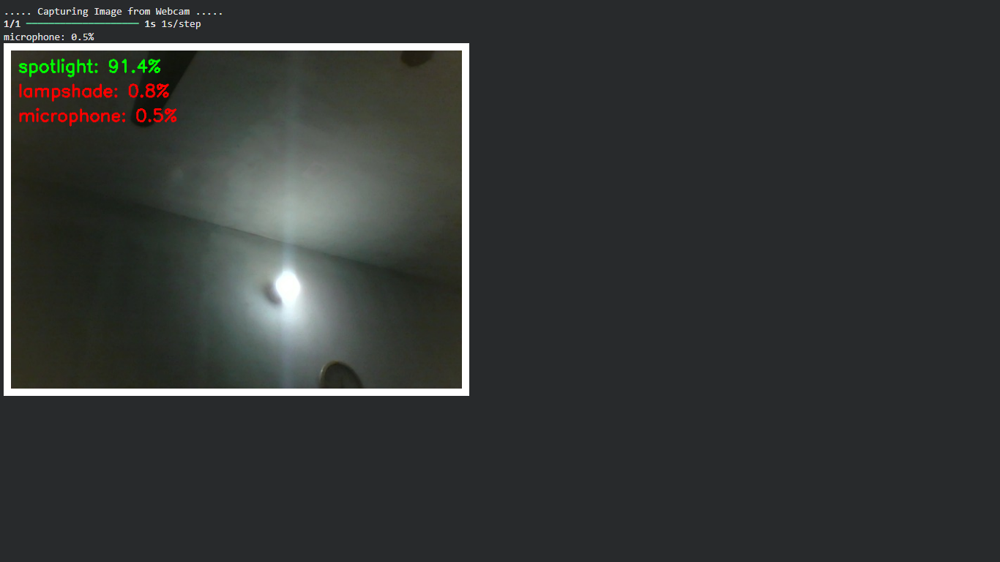 ..... Capturing Image from Webcam .....
1/1 ━━━━━━━━━━━━━━━━━━━━ 1s 1s/step
microphone: 0.5%
spotlight: 91.4%
lampshade: 0.8%
microphone: 0.5%